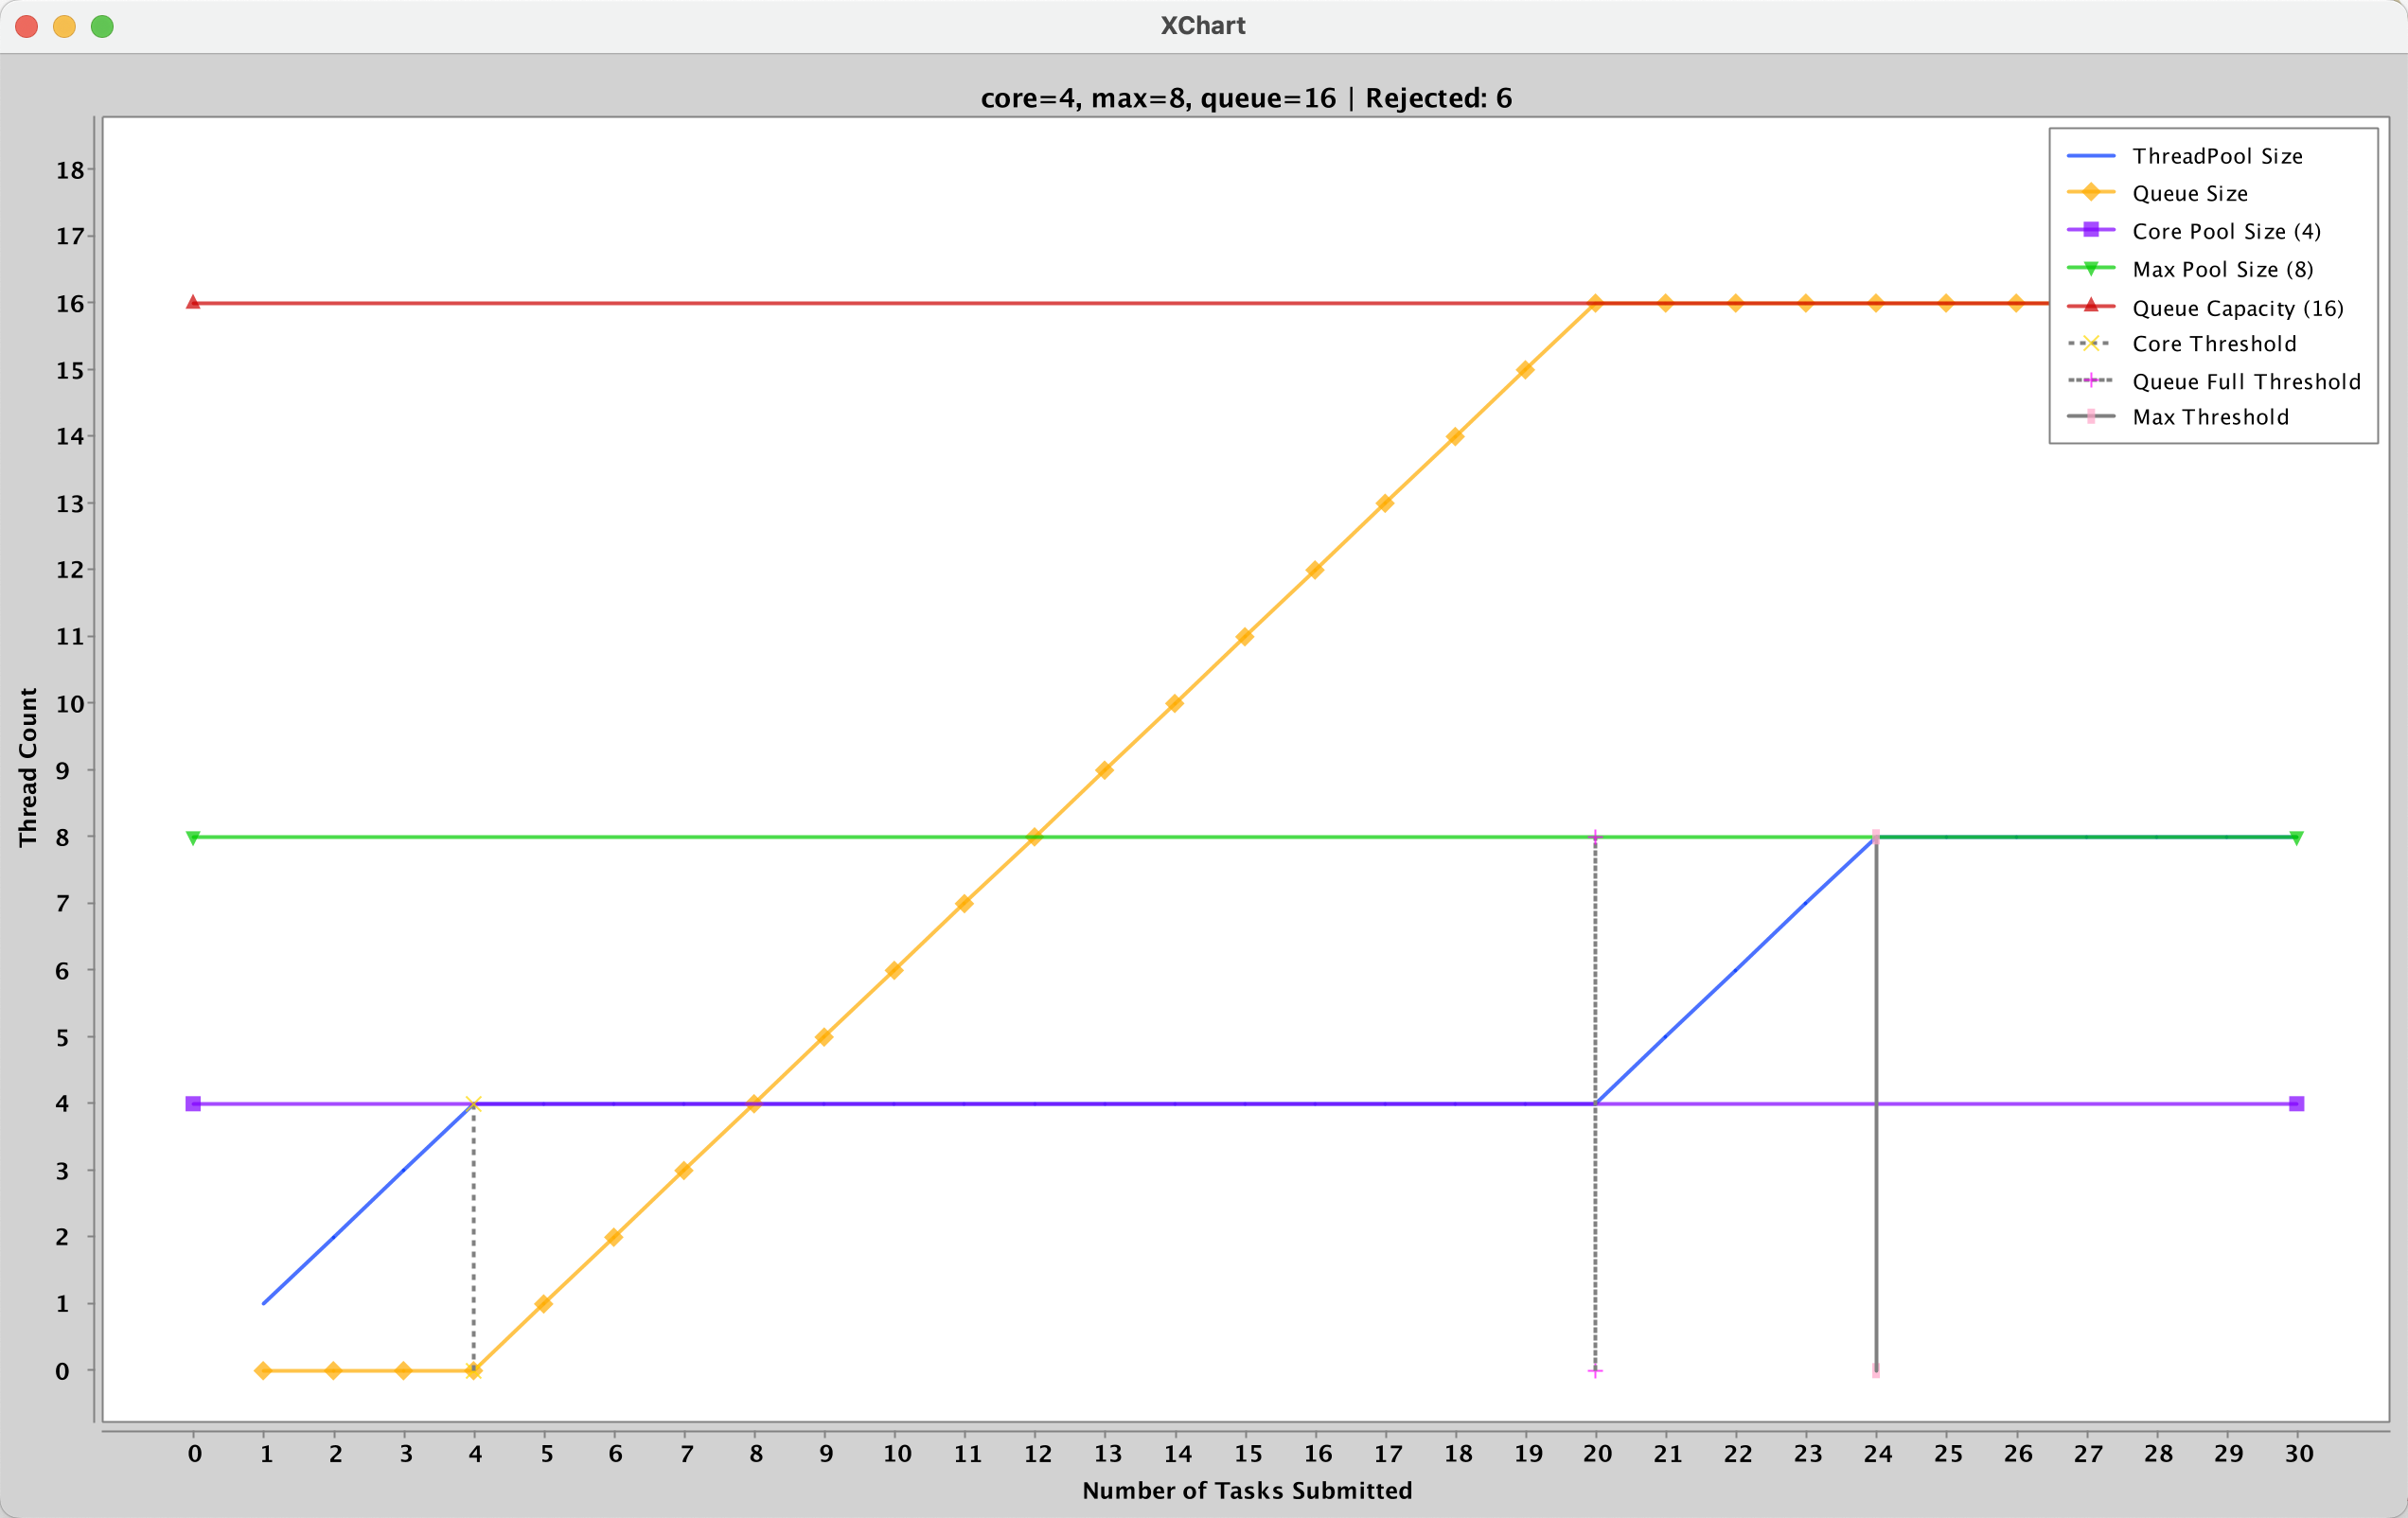 XChart
core=4, max=8, queue=16 | Rejected: 6
ThreadPool Size
Queue Size
Core Pool Size (4)
Max Pool Size (8)
Queue Capacity (16)
Core Threshold
Queue Full Threshold
Max Threshold
Thread Count
18
17
16
15
14
13
12
11
10
9
8
7
6
5
4
3
2
1
0
0 1 2 3 4 5 6 7 8 9 10 11 12 13 14 15 16 17 18 19 20 21 22 23 24 25 26 27 28 29 30
Number of Tasks Submitted